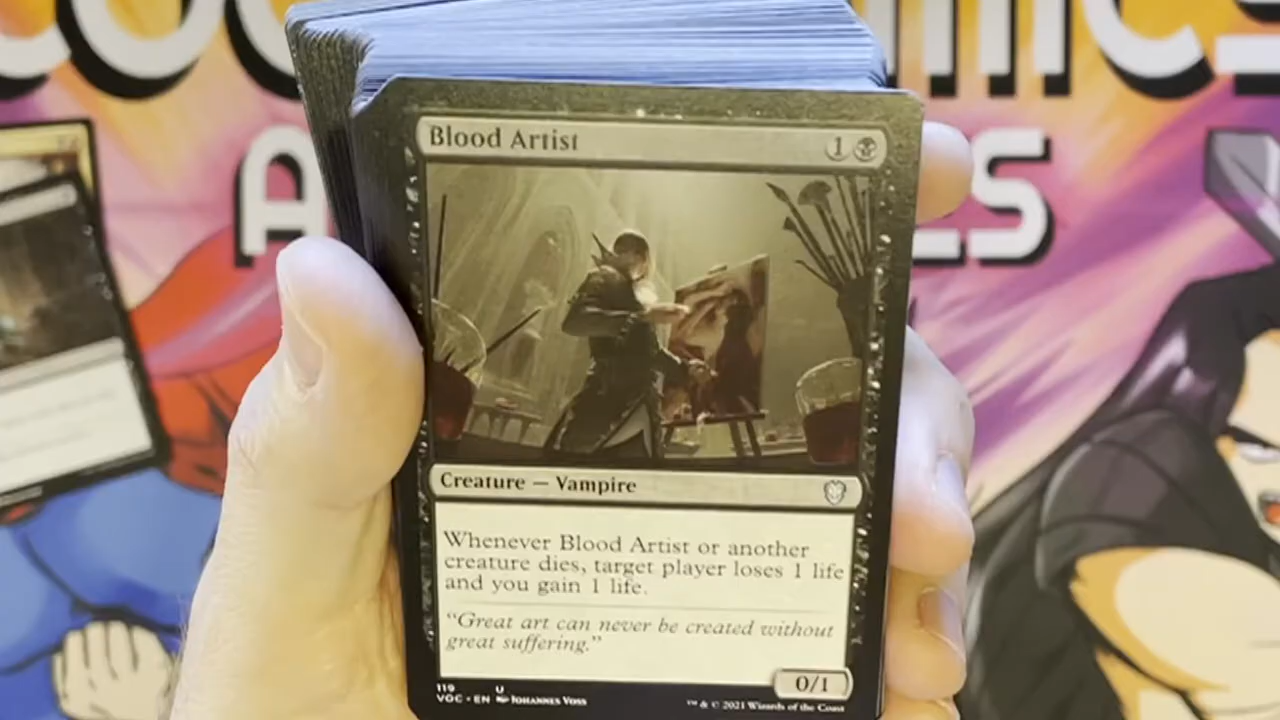 Blood Artist 1
Creature — Vampire
Whenever Blood Artist or another
creature dies, target player loses 1 life
and you gain 1 life.
“Great art can never be created without
great suffering.”
0/1
119 U
VOC • EN Johannes Voss
™ & © 2021 Wizards of the Coast